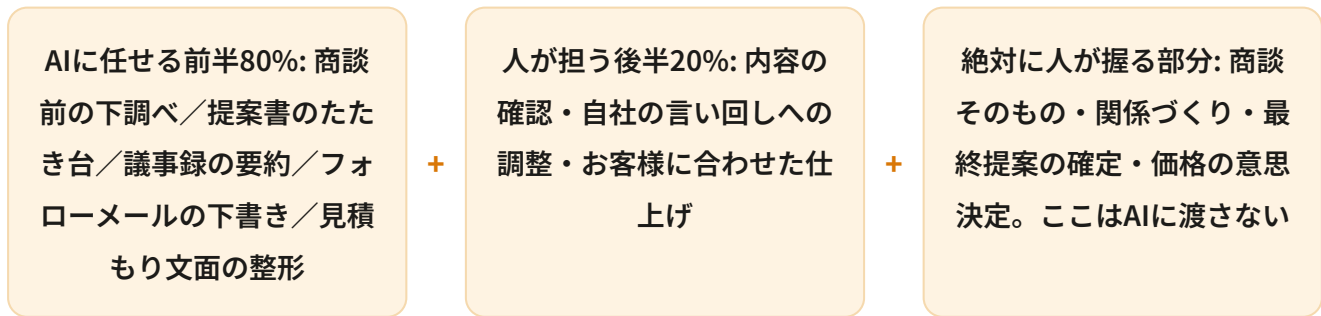 AIに任せる前半80%: 商談
前の下調べ／提案書のたた
き台／議事録の要約／フォ
ローメールの下書き／見積
もり文面の整形
+
人が担う後半20%: 内容の
確認・自社の言い回しへの
調整・お客様に合わせた仕
上げ
+
絶対に人が握る部分: 商談
そのもの・関係づくり・最
終提案の確定・価格の意思
決定。ここはAIに渡さない